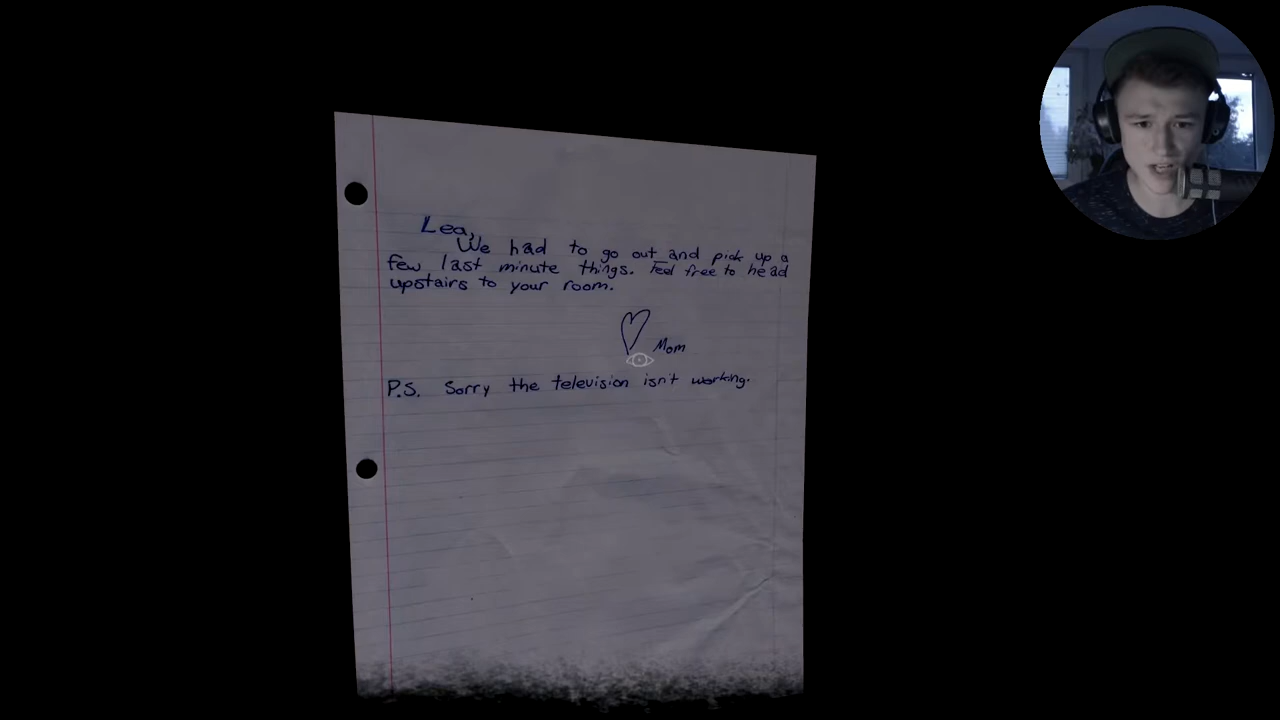 Lea,
We had to go out and pick up a
few last minute things. Feel free to head
upstairs to your room.
Mom
P.S. Sorry the television isn't working.